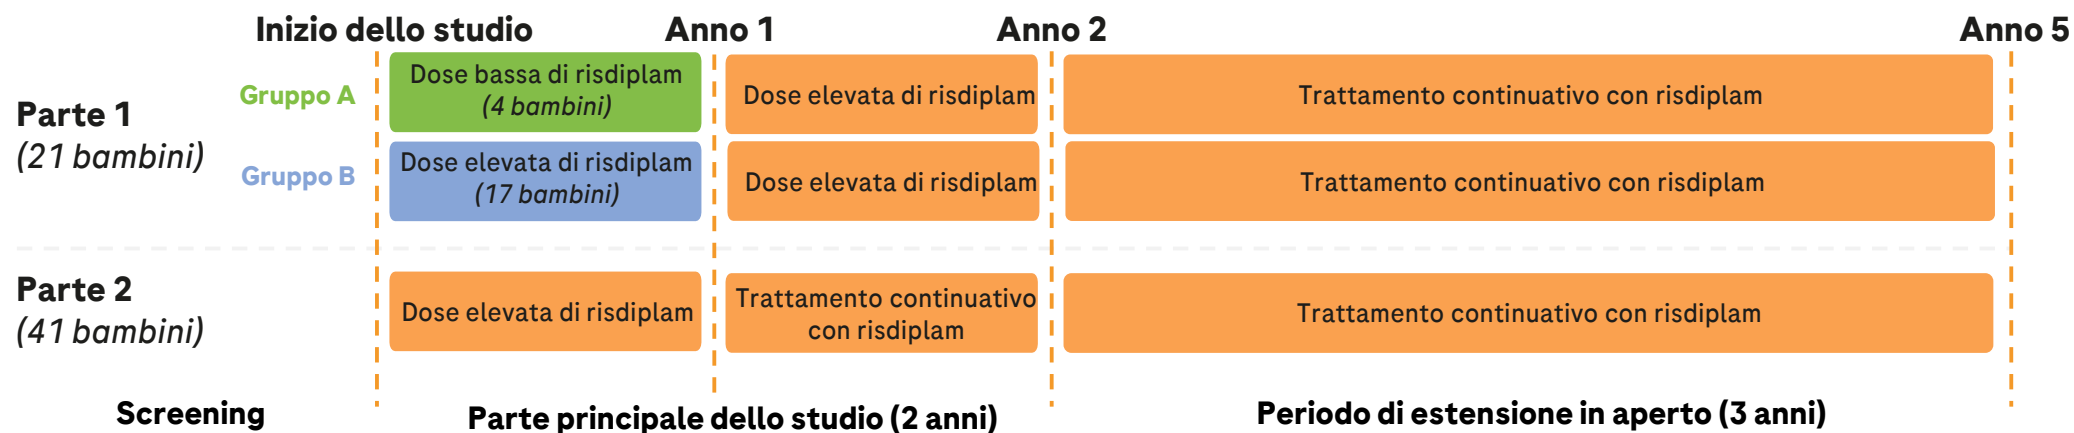 Inizio dello studio
Anno 1
Anno 2
Anno 5
Parte 1
(21 bambini)
Gruppo A
Dose bassa di risdiplam
(4 bambini)
Dose elevata di risdiplam
Trattamento continuativo con risdiplam
Gruppo B
Dose elevata di risdiplam
(17 bambini)
Dose elevata di risdiplam
Trattamento continuativo con risdiplam
Parte 2
(41 bambini)
Dose elevata di risdiplam
Trattamento continuativo
con risdiplam
Trattamento continuativo con risdiplam
Screening
Parte principale dello studio (2 anni)
Periodo di estensione in aperto (3 anni)